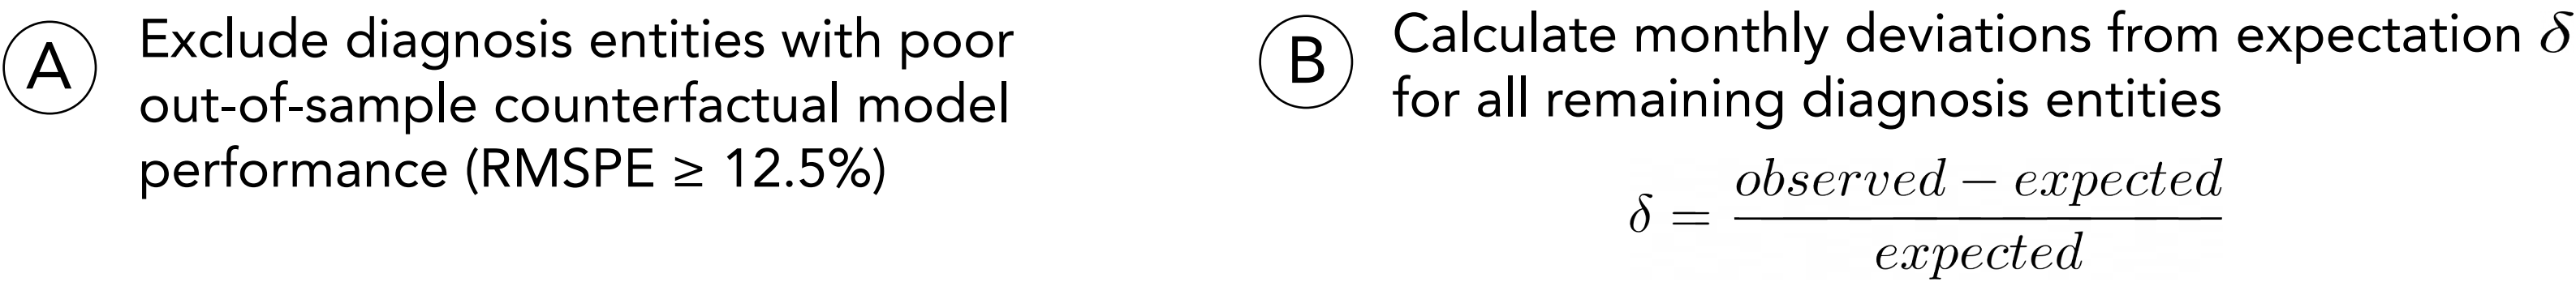 A
Exclude diagnosis entities with poor
out-of-sample counterfactual model
performance (RMSPE ≥ 12.5%)
B
Calculate monthly deviations from expectation δ
for all remaining diagnosis entities
δ = observed − expected
expected